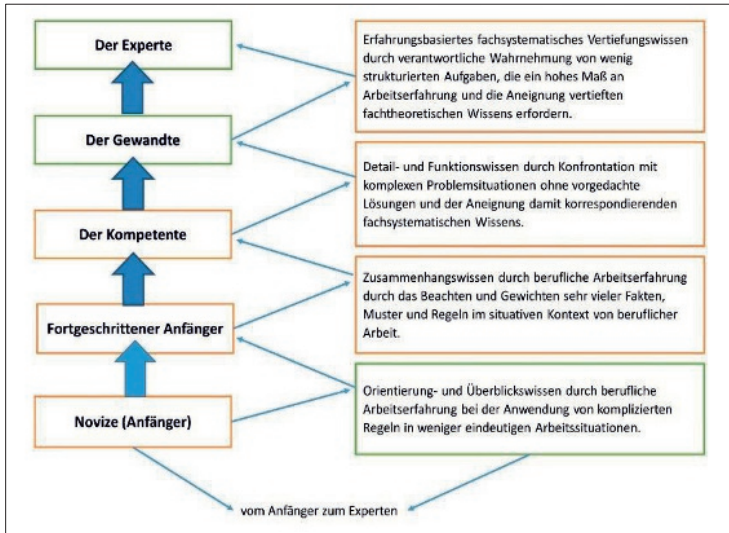 Der Experte
Erfahrungsbasiertes fachsystematisches Vertiefungswissen
durch verantwortliche Wahrnehmung von wenig
strukturierten Aufgaben, die ein hohes Maß an
Arbeitserfahrung und die Aneignung vertieften
fachtheoretischen Wissens erfordern.
Der Gewandte
Detail- und Funktionswissen durch Konfrontation mit
komplexen Problemsituationen ohne vorgedachte
Lösungen und der Aneignung damit korrespondierenden
fachsystematischen Wissens.
Der Kompetente
Zusammenhangswissen durch berufliche Arbeitserfahrung
durch das Beachten und Gewichten sehr vieler Fakten,
Muster und Regeln im situativen Kontext von beruflicher
Arbeit.
Fortgeschrittener Anfänger
Orientierung- und Überblickswissen durch berufliche
Arbeitserfahrung bei der Anwendung von komplizierten
Regeln in weniger eindeutigen Arbeitssituationen.
Novize (Anfänger)
vom Anfänger zum Experten